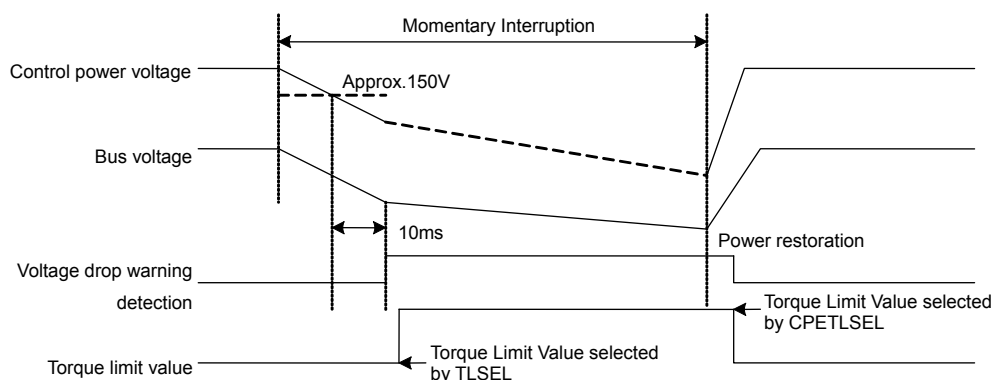 Momentary Interruption
Control power voltage
Approx.150V
Bus voltage
10ms
Power restoration
Voltage drop warning
detection
Torque Limit Value selected
by CPETLSEL
Torque limit value
Torque Limit Value selected
by TLSEL